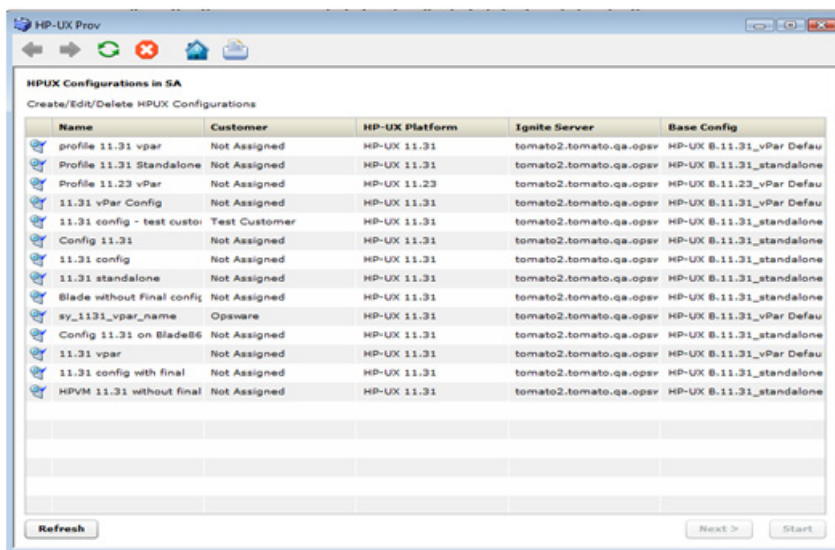 HP-UX Prov
HPUX Configurations in SA
Create/Edit/Delete HPUX Configurations
Name Customer HP-UX Platform Ignite Server Base Config
profile 11.31 vpar Not Assigned HP-UX 11.31 tomato2.tomato.qa.opsv HP-UX B.11.31_vPar Defau
Profile 11.31 Standalone Not Assigned HP-UX 11.31 tomato2.tomato.qa.opsv HP-UX B.11.31_standalone
Profile 11.23 vPar Not Assigned HP-UX 11.23 tomato2.tomato.qa.opsv HP-UX B.11.23_vPar Defau
11.31 vPar Config Not Assigned HP-UX 11.31 tomato2.tomato.qa.opsv HP-UX B.11.31_vPar Defau
11.31 config - test custo Test Customer HP-UX 11.31 tomato2.tomato.qa.opsv HP-UX B.11.31_standalone
Config 11.31 Not Assigned HP-UX 11.31 tomato2.tomato.qa.opsv HP-UX B.11.31_standalone
11.31 config Not Assigned HP-UX 11.31 tomato2.tomato.qa.opsv HP-UX B.11.31_standalone
11.31 standalone Not Assigned HP-UX 11.31 tomato2.tomato.qa.opsv HP-UX B.11.31_standalone
Blade without Final config Not Assigned HP-UX 11.31 tomato2.tomato.qa.opsv HP-UX B.11.31_standalone
sy_1131_vpar_name Opsware HP-UX 11.31 tomato2.tomato.qa.opsv HP-UX B.11.31_vPar Defau
Config 11.31 on Blade86 Not Assigned HP-UX 11.31 tomato2.tomato.qa.opsv HP-UX B.11.31_standalone
11.31 vpar Not Assigned HP-UX 11.31 tomato2.tomato.qa.opsv HP-UX B.11.31_vPar Defau
11.31 config with final Not Assigned HP-UX 11.31 tomato2.tomato.qa.opsv HP-UX B.11.31_standalone
HPVM 11.31 without final Not Assigned HP-UX 11.31 tomato2.tomato.qa.opsv HP-UX B.11.31_standalone
Refresh Next > Start